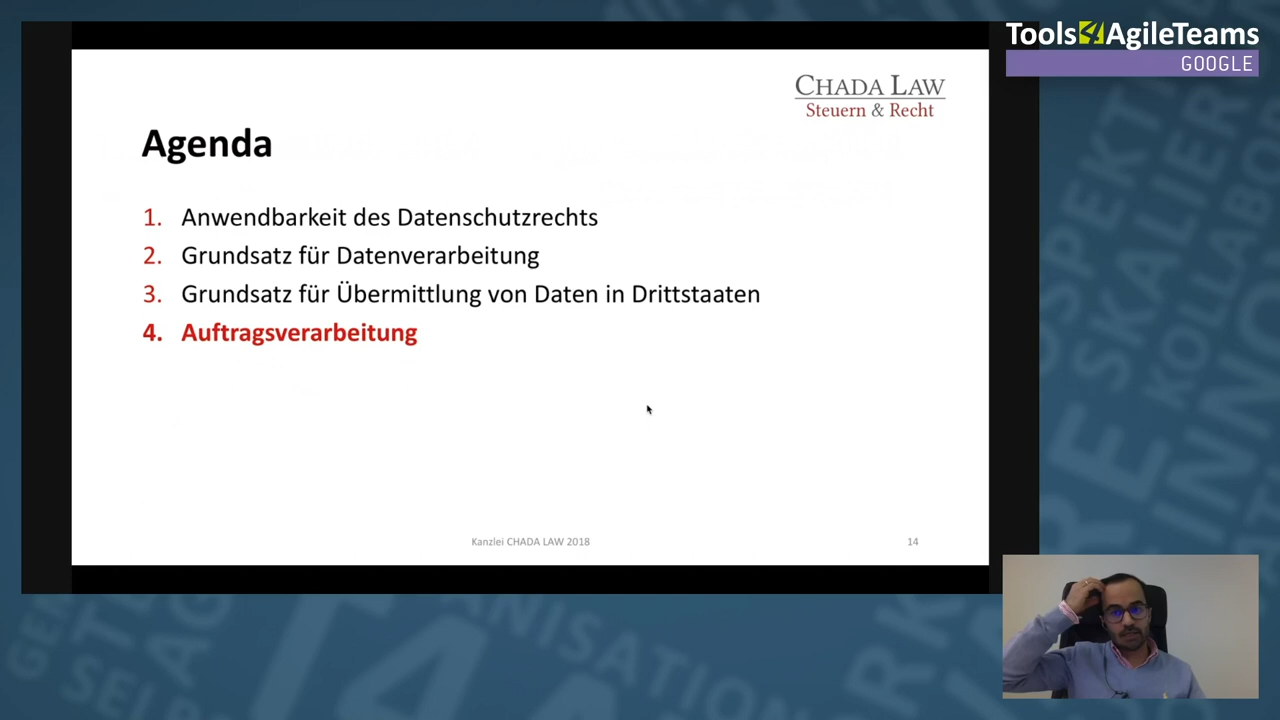 Tools4AgileTeams
GOOGLE
CHADA LAW
Steuern & Recht
Agenda
1. Anwendbarkeit des Datenschutzrechts
2. Grundsatz für Datenverarbeitung
3. Grundsatz für Übermittlung von Daten in Drittstaaten
4. Auftragsverarbeitung
Kanzlei CHADA LAW 2018
14